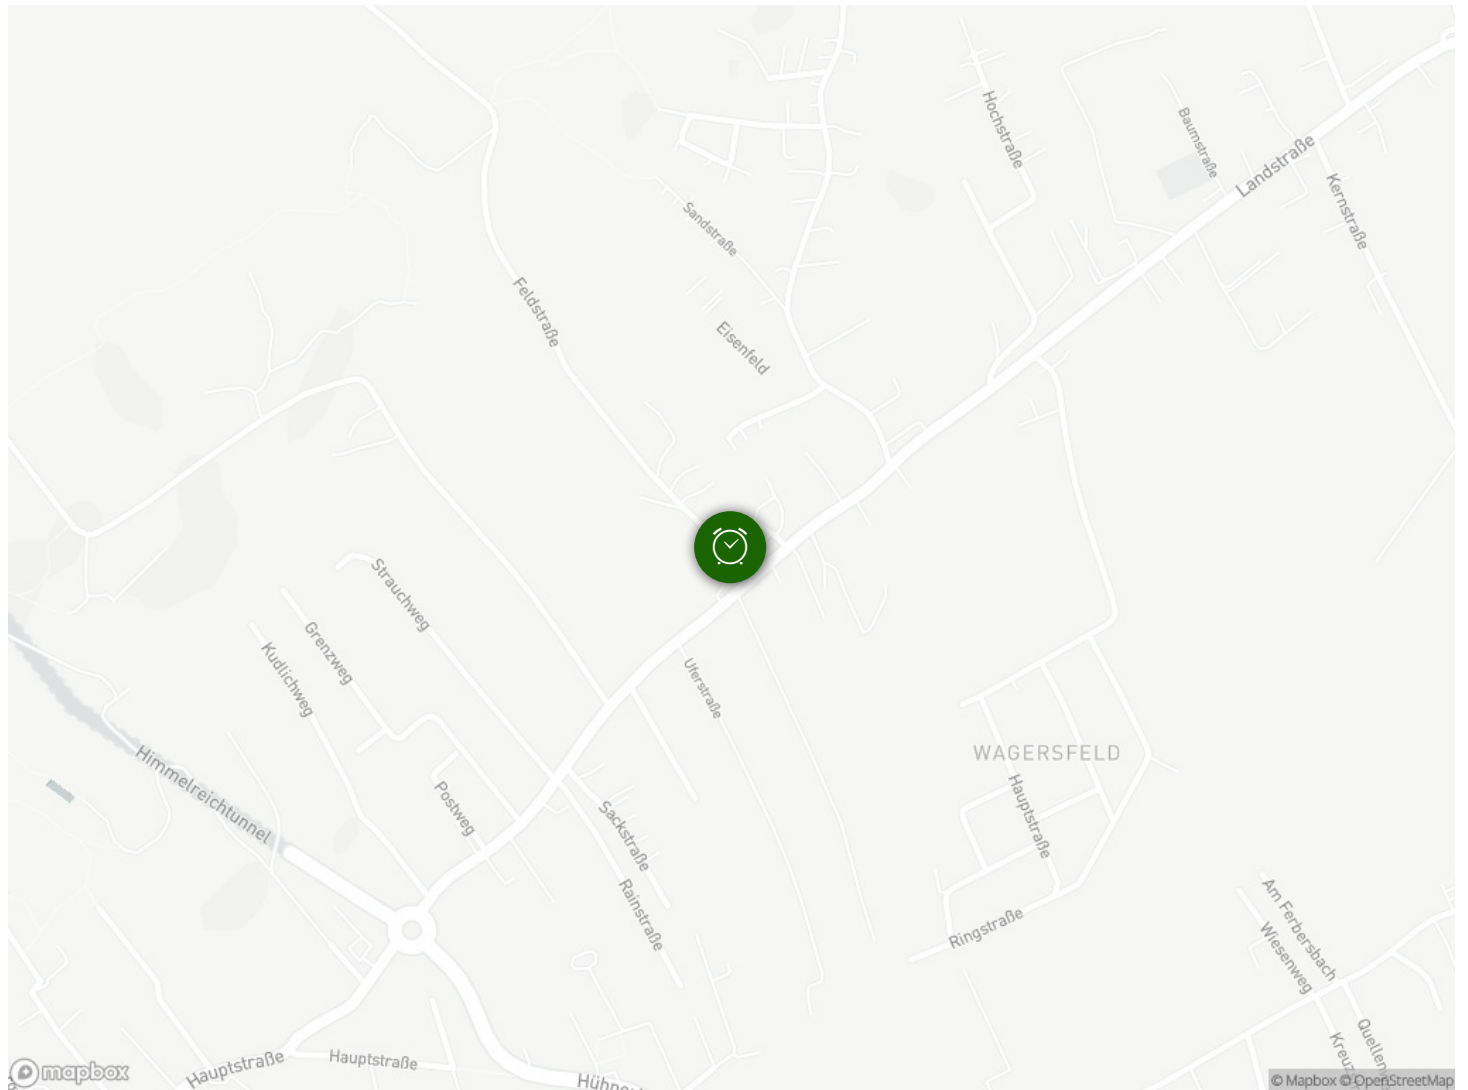 Hochstraße
Baumstraße
Landstraße
Kernstraße
Sandstraße
Feldstraße
Eisenfeld
Strauchweg
Grenzweg
Kudlichweg
Uferstraße
Himmelreichtunnel
WAGERSFELD
Postweg
Hauptstraße
Sackstraße
Rainstraße
Ringstraße
Am Ferbersbach
Wiesenweg
Hauptstraße
Hauptstraße
mapbox
© Mapbox © OpenStreetMap